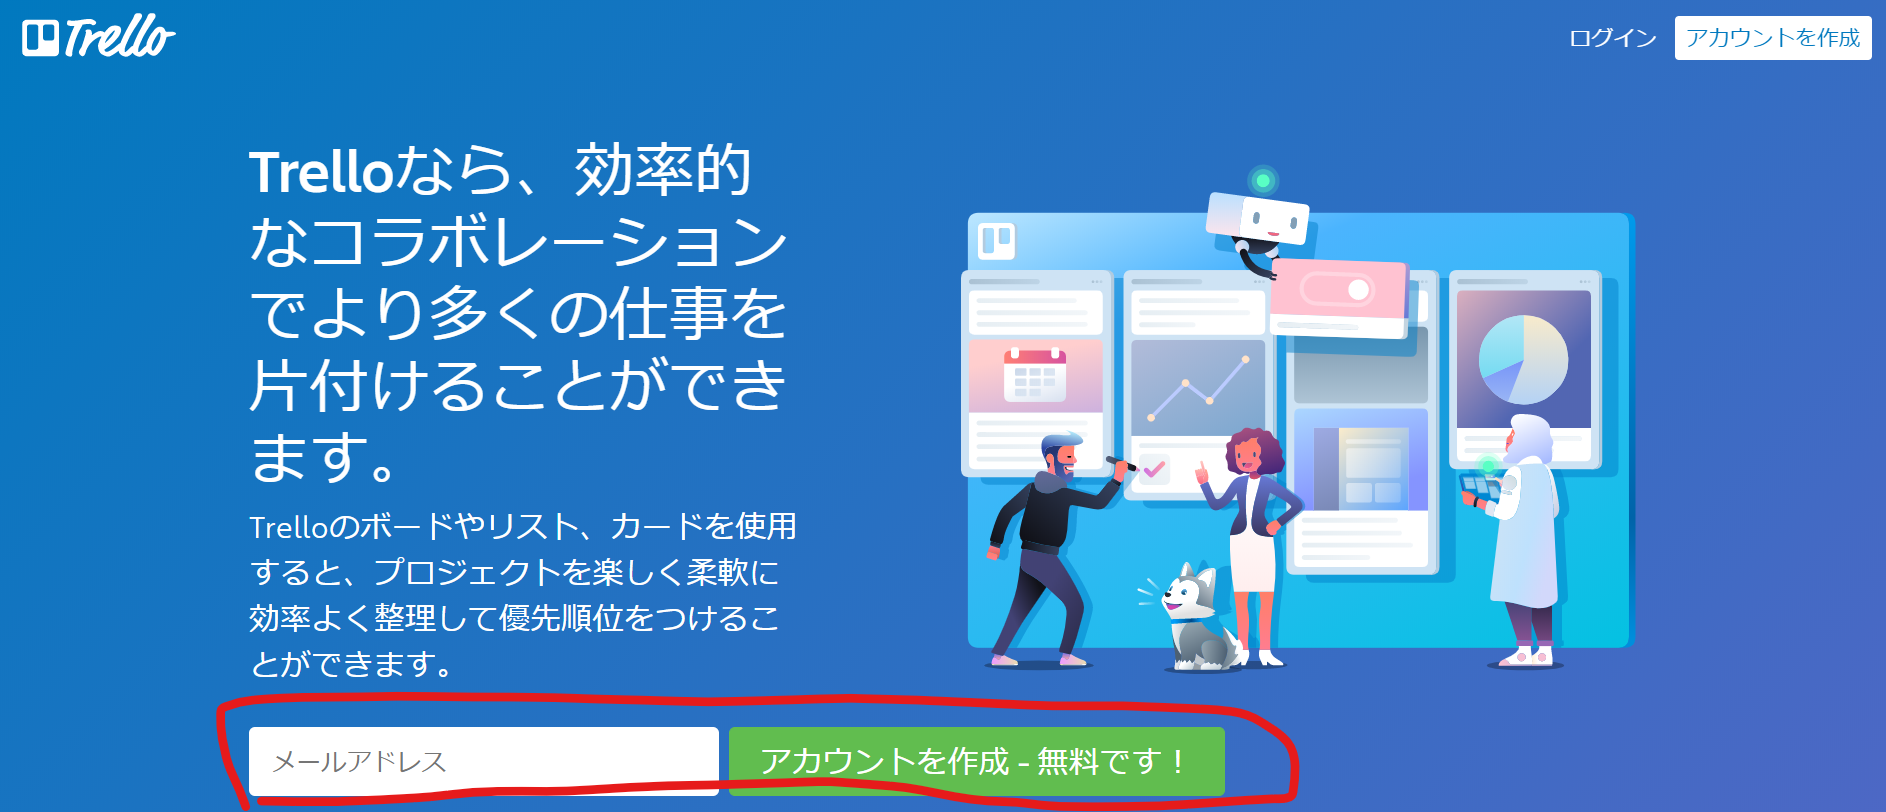 Trello
ログイン
アカウントを作成
Trelloなら、効率的
なコラボレーション
でより多くの仕事を
片付けることができ
ます。
Trelloのボードやリスト、カードを使用
すると、プロジェクトを楽しく柔軟に
効率よく整理して優先順位をつけるこ
とができます。
メールアドレス
アカウントを作成 - 無料です！